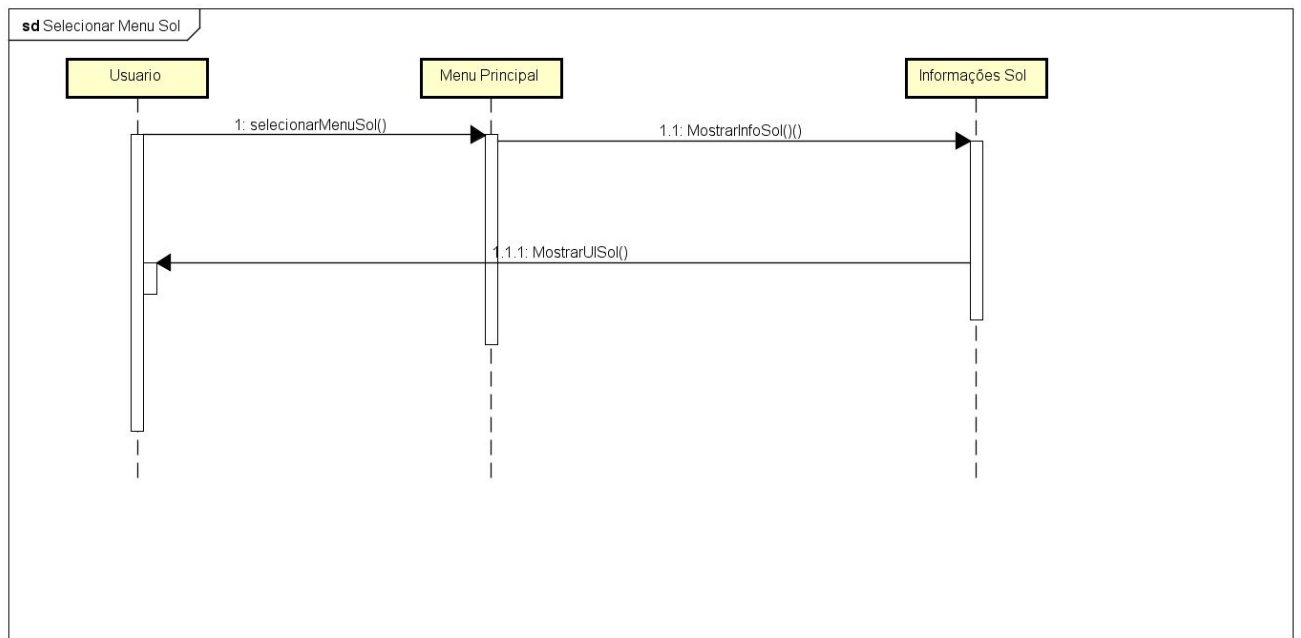 sd Selecionar Menu Sol
Usuario
Menu Principal
Informações Sol
1: selecionarMenuSol()
1.1: MostrarInfoSol()()
1.1.1: MostrarUISol()